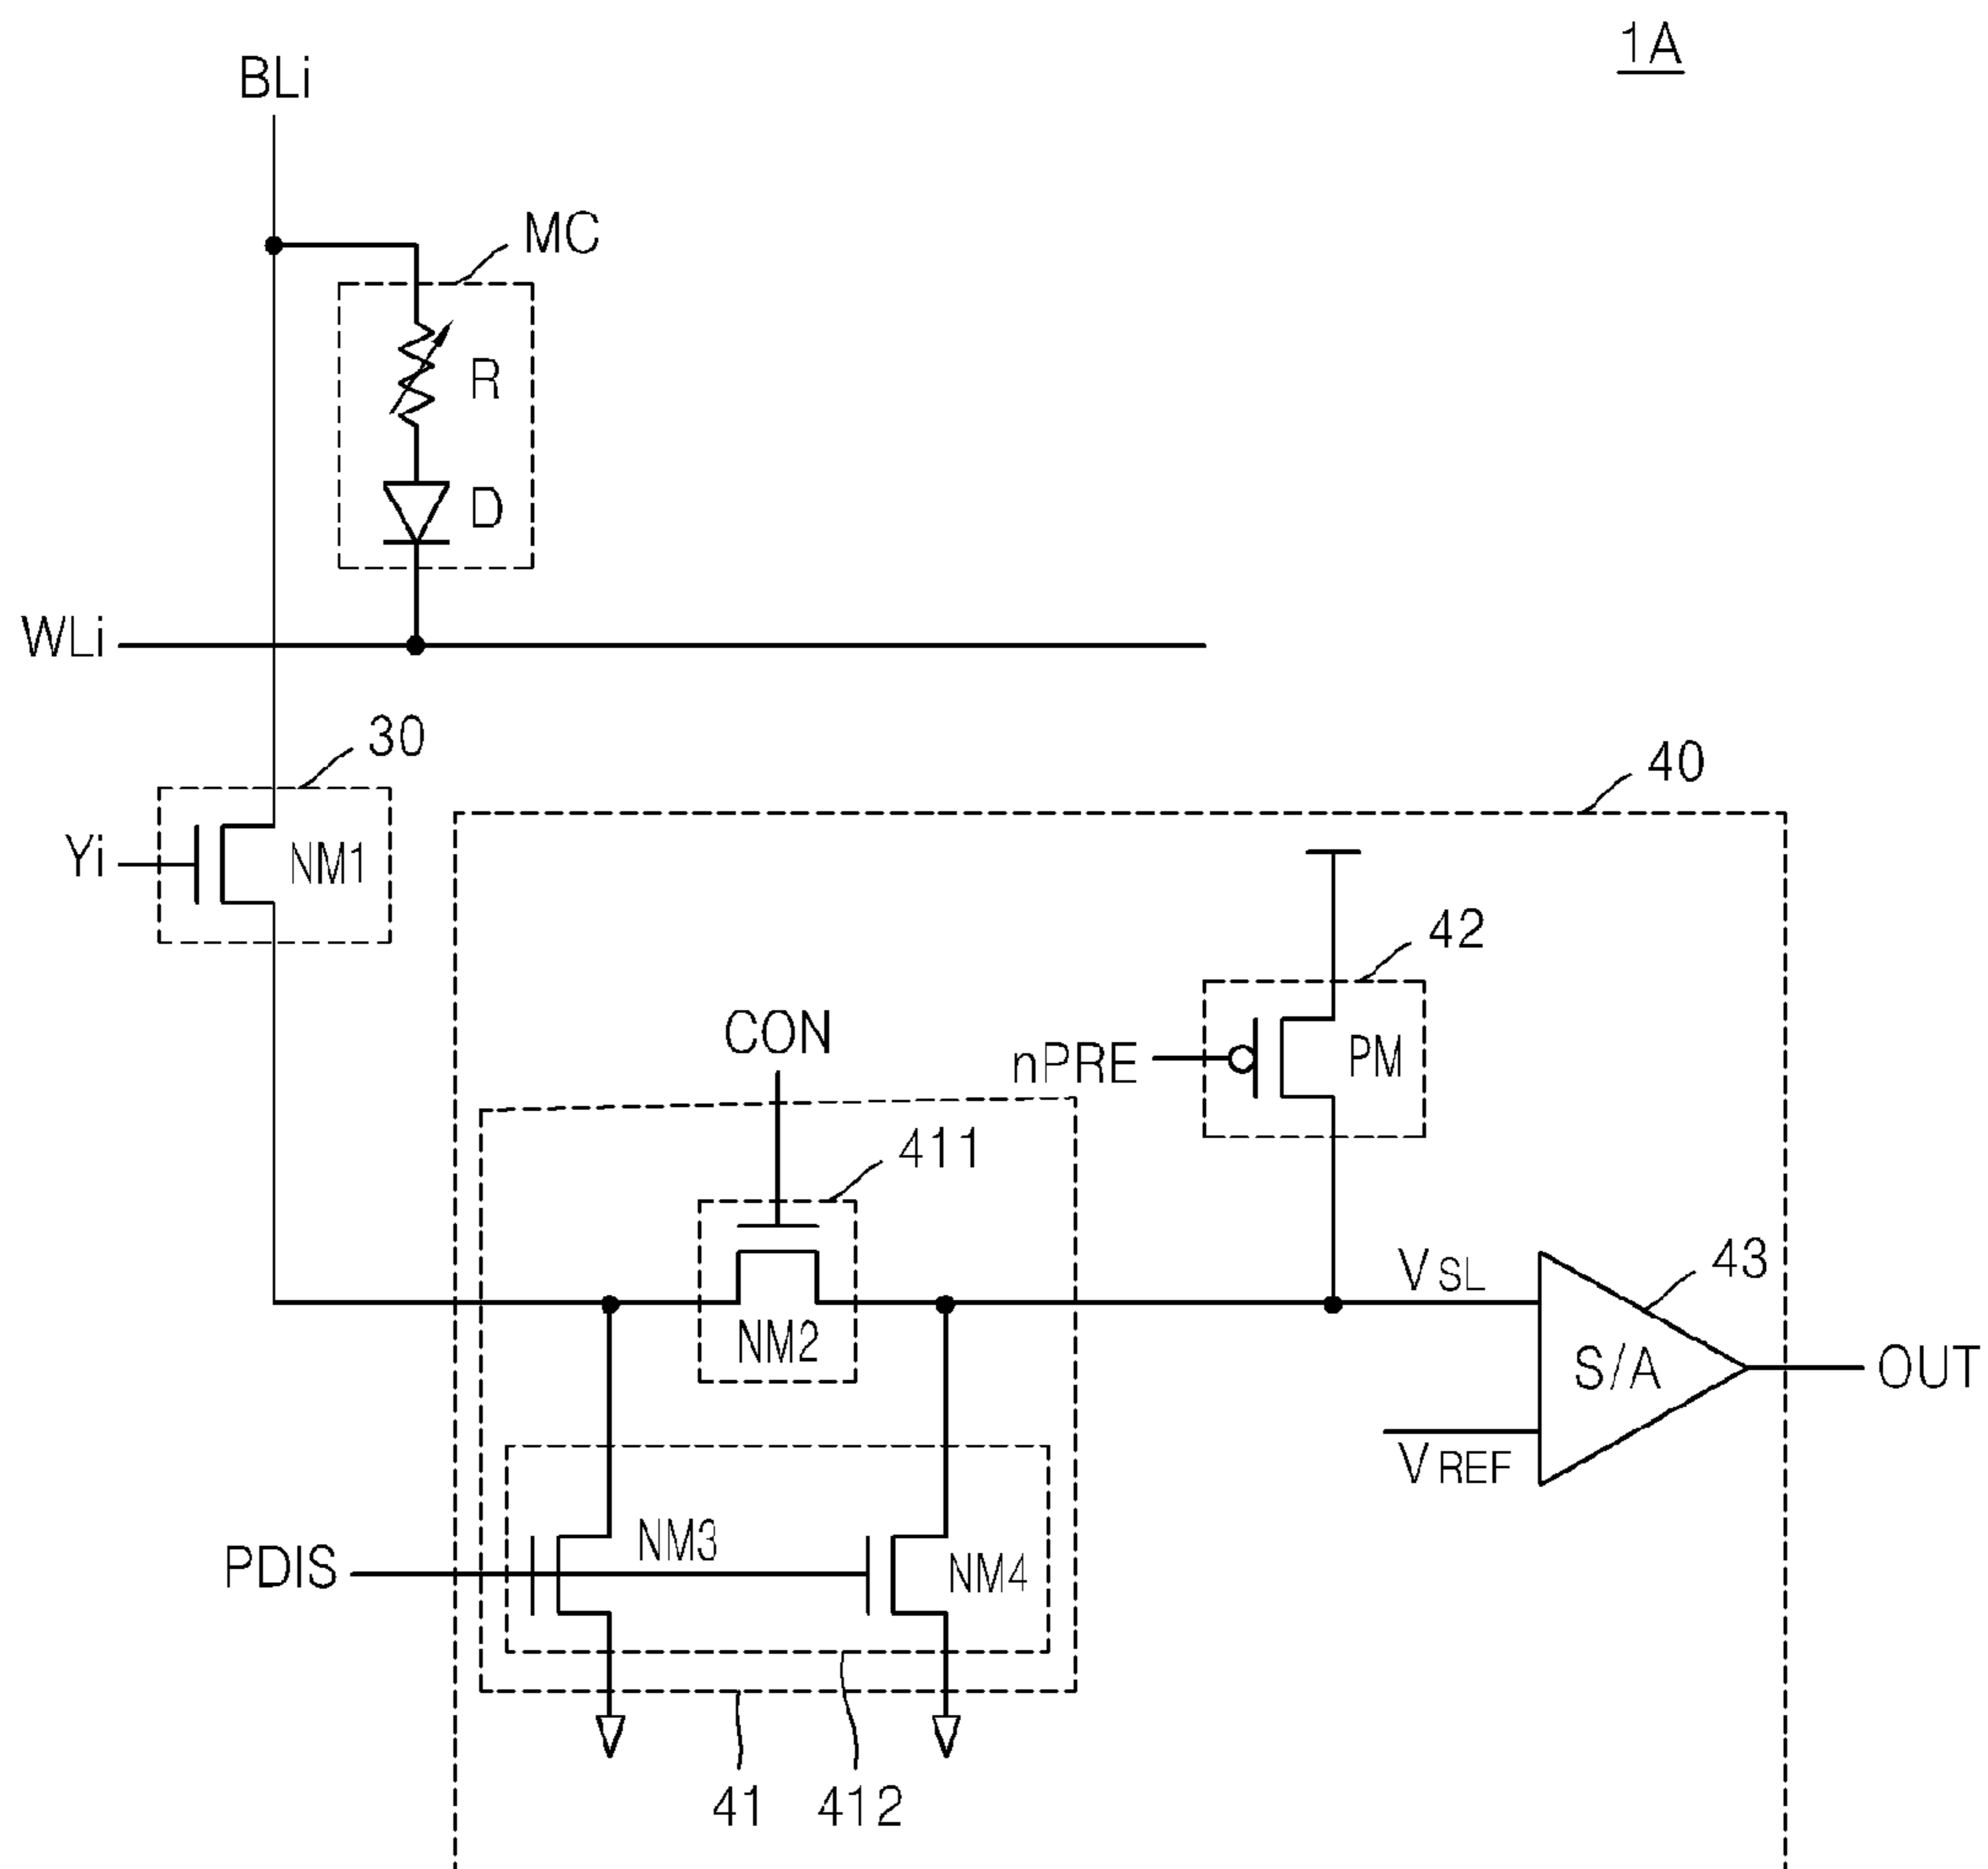 1A
BLi
MC
R
D
WLi
30
40
Yi
NM1
42
CON
nPRE
PM
411
VSL
43
NM2
S/A
OUT
VREF
PDIS
NM3
NM4
41
412